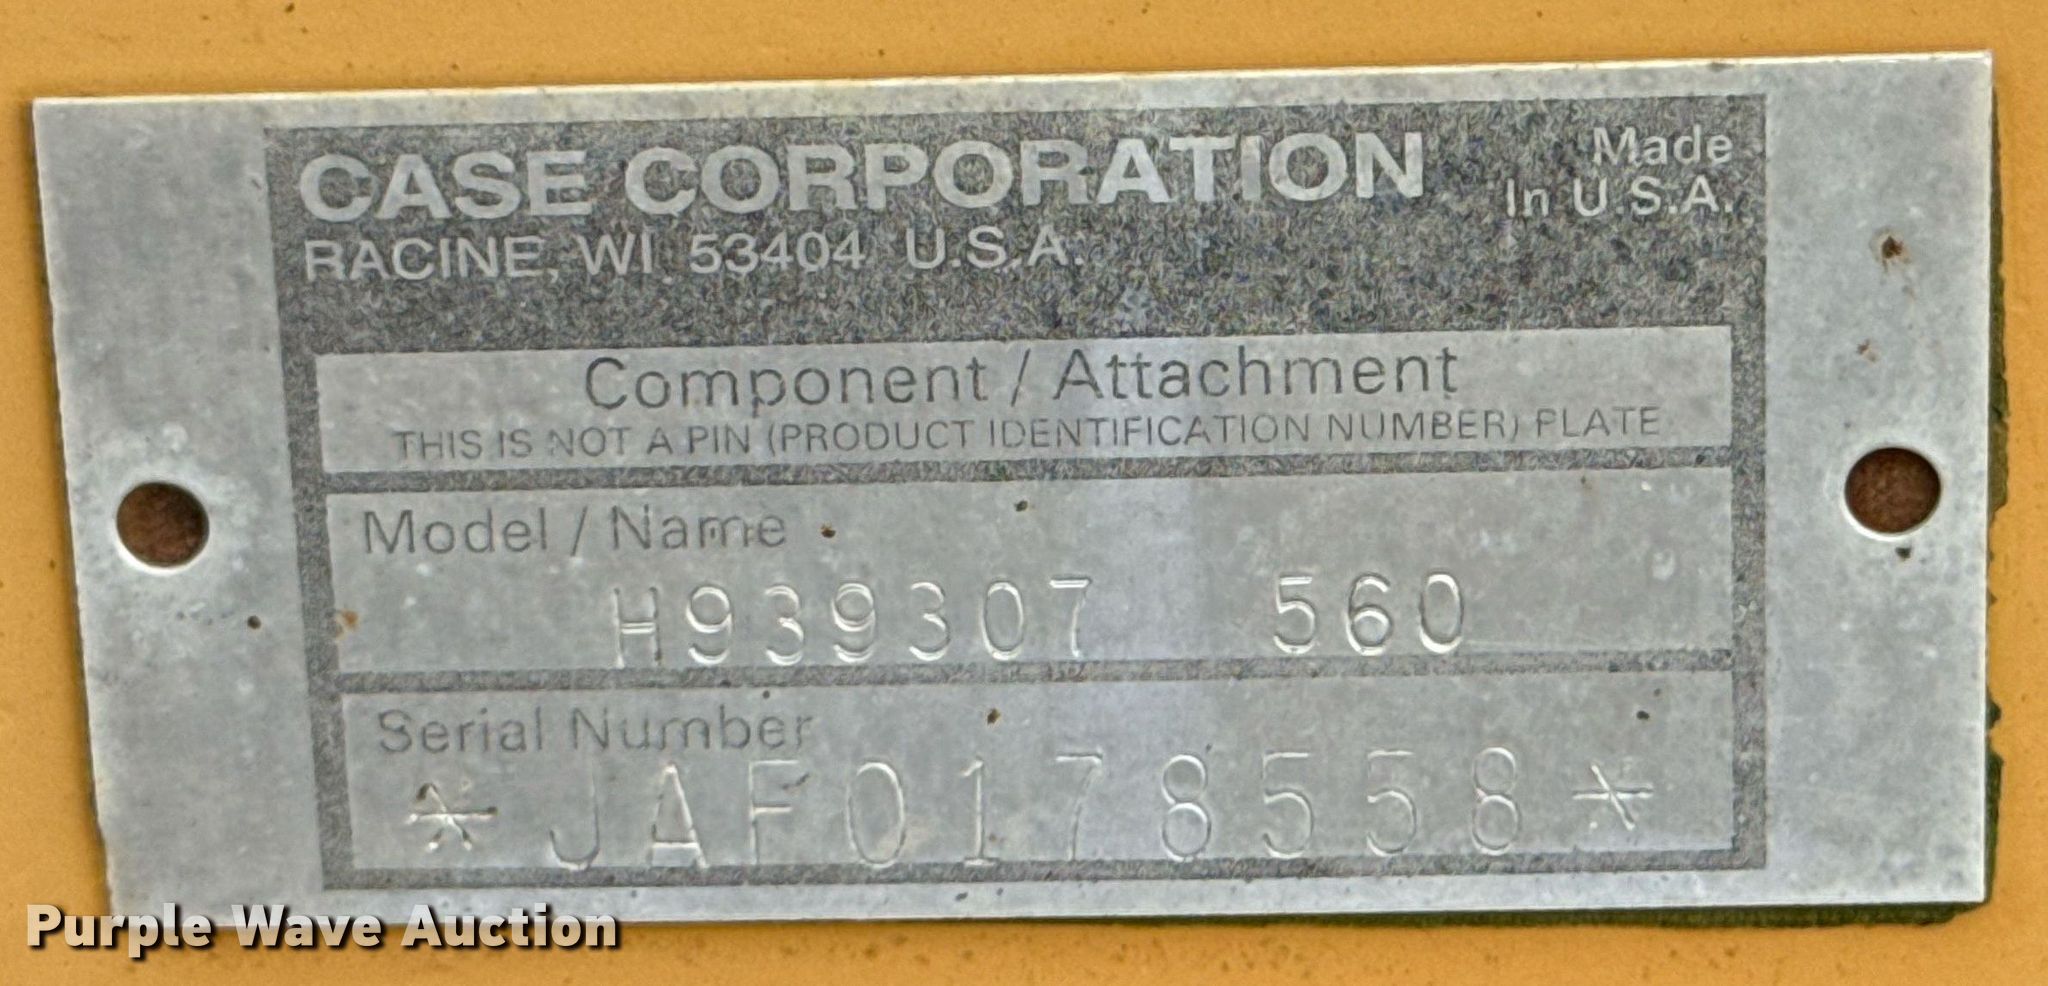 CASE CORPORATION
Made
In U.S.A.
RACINE, WI 53404 U.S.A.
Component / Attachment
THIS IS NOT A PIN (PRODUCT IDENTIFICATION NUMBER) PLATE
Model / Name
H939307 560
Serial Number
*JAF0178558*
Purple Wave Auction